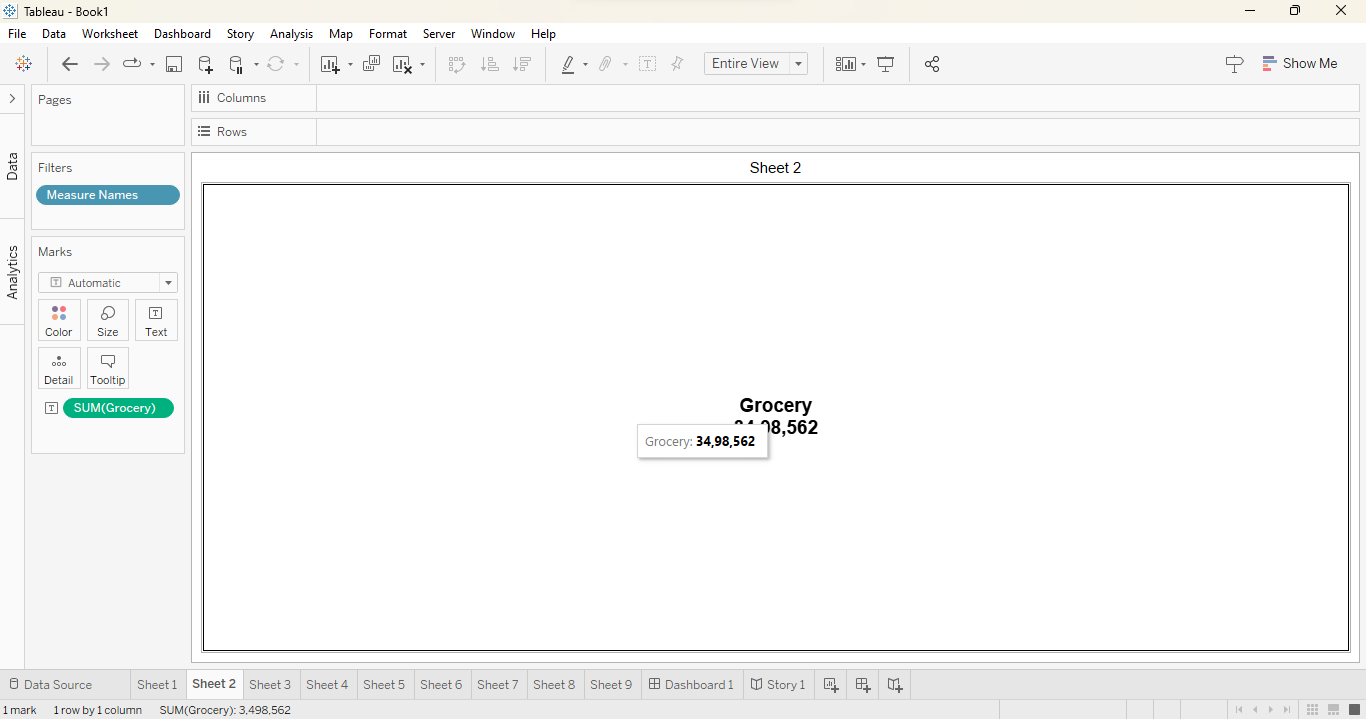 Tableau - Book1
File Data Worksheet Dashboard Story Analysis Map Format Server Window Help
Entire View
Show Me
Pages
Columns
Rows
Data
Analytics
Filters
Measure Names
Marks
Automatic
Color Size Text
Detail Tooltip
SUM(Grocery)
Sheet 2
Grocery
8,562
Grocery: 34,98,562
Data Source Sheet 1 Sheet 2 Sheet 3 Sheet 4 Sheet 5 Sheet 6 Sheet 7 Sheet 8 Sheet 9 Dashboard 1 Story 1
1 mark 1 row by 1 column SUM(Grocery): 3,498,562